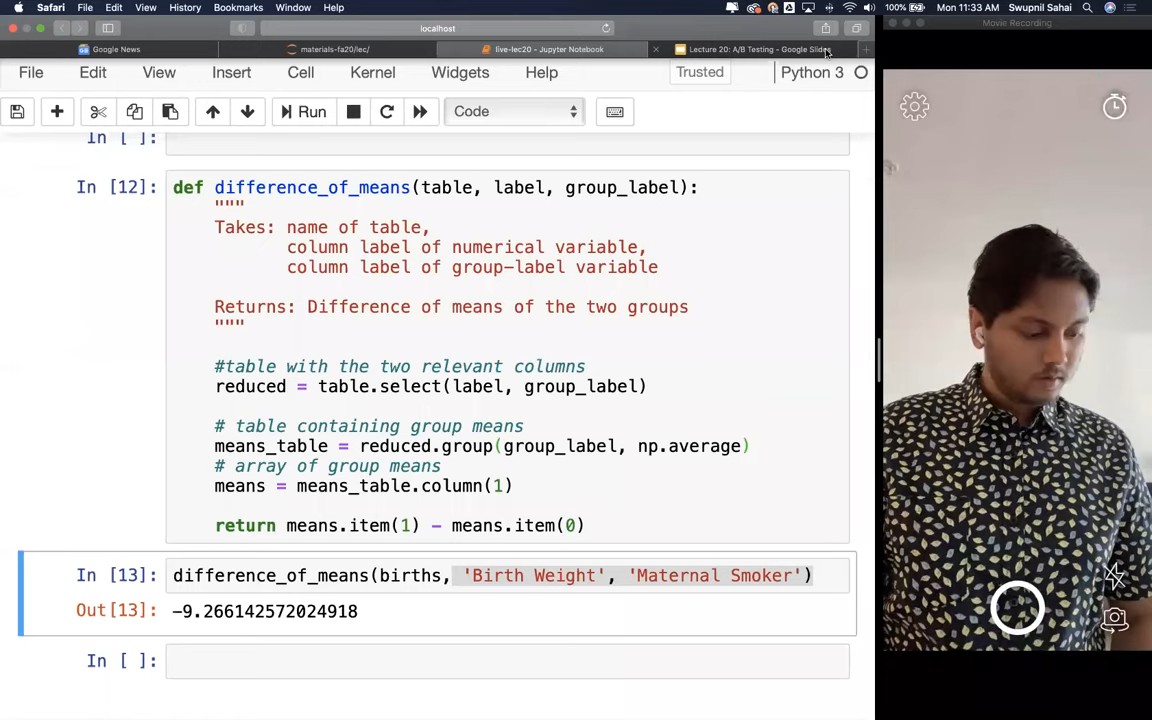 Safari File Edit View History Bookmarks Window Help 100% Mon 11:33 AM Swupnil Sahai
localhost
Movie Recording
Google News materials-fa20/lec/ live-lec20 - Jupyter Notebook Lecture 20: A/B Testing - Google Slides
File Edit View Insert Cell Kernel Widgets Help Trusted Python 3
Run Code
In [ ]:
In [12]: def difference_of_means(table, label, group_label):
"""
Takes: name of table,
column label of numerical variable,
column label of group-label variable
Returns: Difference of means of the two groups
"""
#table with the two relevant columns
reduced = table.select(label, group_label)
# table containing group means
means_table = reduced.group(group_label, np.average)
# array of group means
means = means_table.column(1)
return means.item(1) - means.item(0)
In [13]: difference_of_means(births, 'Birth Weight', 'Maternal Smoker')
Out[13]: -9.266142572024918
In [ ]: